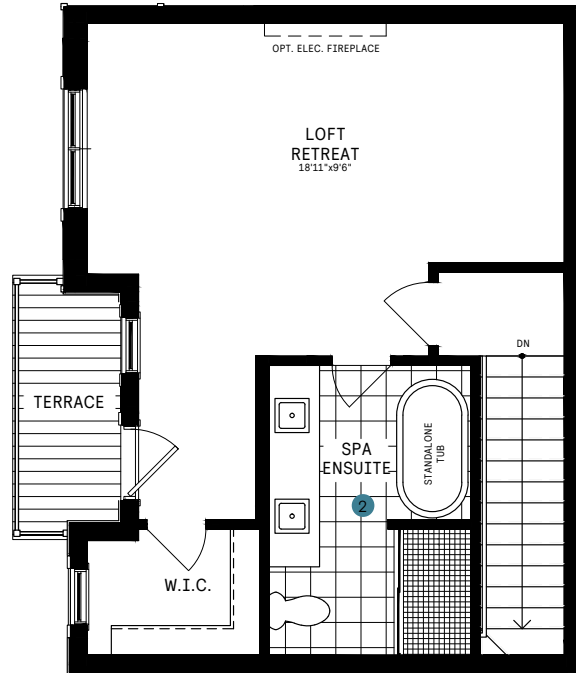 OPT. ELEC. FIREPLACE
LOFT
RETREAT
18'11"x9'6"
DN
TERRACE
SPA
ENSUITE
STANDALONE
TUB
2
W.I.C.